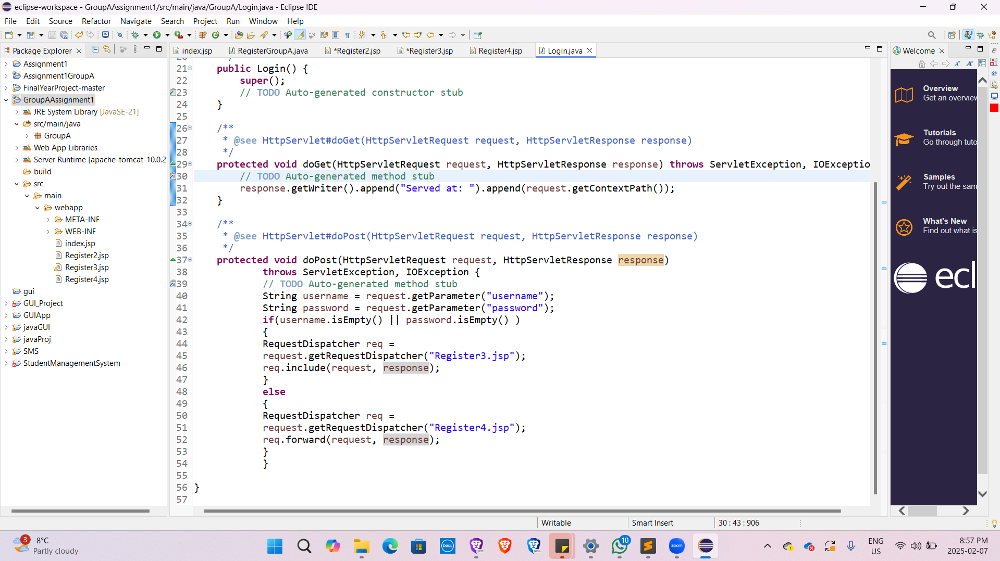 eclipse-workspace - GroupAAssignment1/src/main/java/GroupA/Login.java - Eclipse IDE
File Edit Source Refactor Navigate Search Project Run Window Help
Package Explorer
index.jsp RegisterGroupA.java *Register2.jsp *Register3.jsp Register4.jsp Login.java
Welcome
Assignment1
Assignment1GroupA
FinalYearProject-master
GroupAAssignment1
JRE System Library [JavaSE-21]
src/main/java
GroupA
Web App Libraries
Server Runtime [apache-tomcat-10.0.2
build
src
main
webapp
META-INF
WEB-INF
index.jsp
Register2.jsp
Register3.jsp
Register4.jsp
gui
GUI_Project
GUIApp
javaGUI
javaProj
SMS
StudentManagementSystem
21 public Login() {
22 super();
23 // TODO Auto-generated constructor stub
24 }
25
26 /**
27 * @see HttpServlet#doGet(HttpServletRequest request, HttpServletResponse response)
28 */
29 protected void doGet(HttpServletRequest request, HttpServletResponse response) throws ServletException, IOExceptio
30 // TODO Auto-generated method stub
31 response.getWriter().append("Served at: ").append(request.getContextPath());
32 }
33
34 /**
35 * @see HttpServlet#doPost(HttpServletRequest request, HttpServletResponse response)
36 */
37 protected void doPost(HttpServletRequest request, HttpServletResponse response)
38 throws ServletException, IOException {
39 // TODO Auto-generated method stub
40 String username = request.getParameter("username");
41 String password = request.getParameter("password");
42 if(username.isEmpty() || password.isEmpty() )
43 {
44 RequestDispatcher req =
45 request.getRequestDispatcher("Register3.jsp");
46 req.include(request, response);
47 }
48 else
49 {
50 RequestDispatcher req =
51 request.getRequestDispatcher("Register4.jsp");
52 req.forward(request, response);
53 }
54 }
55
56 }
57
Overview
Get an overview
Tutorials
Go through tuto
Samples
Try out the sam
What's New
Find out what is
ecl
Writable Smart Insert 30 : 43 : 906
3
-8°C
Partly cloudy
DELL
beta
10
zoom
ENG
US
8:57 PM
2025-02-07